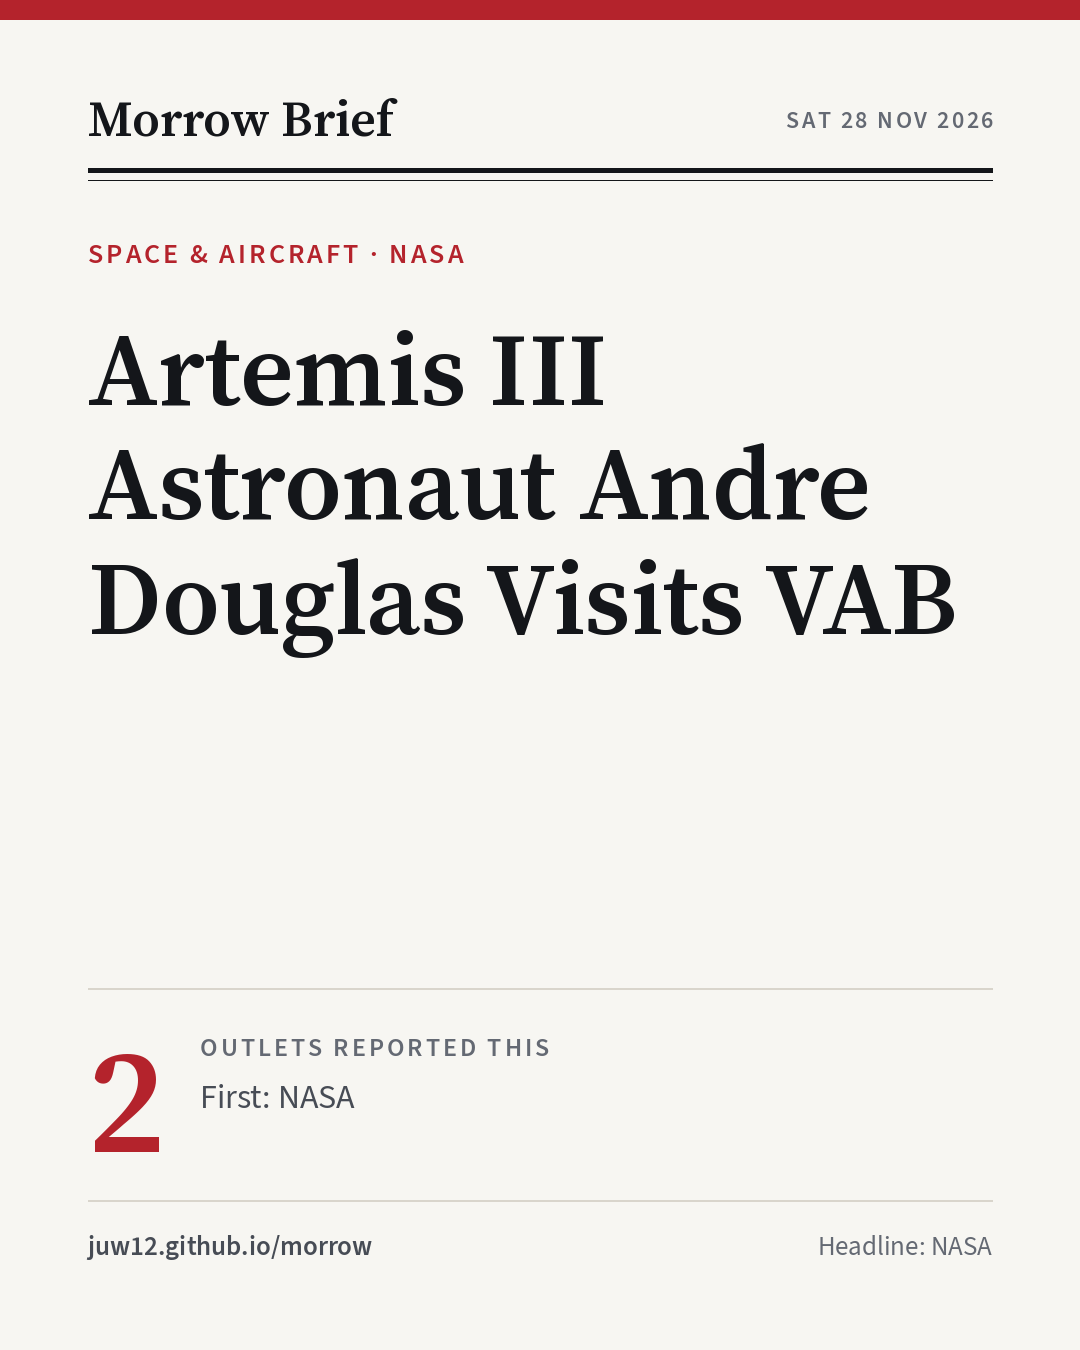 Morrow Brief
SAT 28 NOV 2026
SPACE & AIRCRAFT · NASA
Artemis III
Astronaut Andre
Douglas Visits VAB
2
OUTLETS REPORTED THIS
First: NASA
juw12.github.io/morrow
Headline: NASA